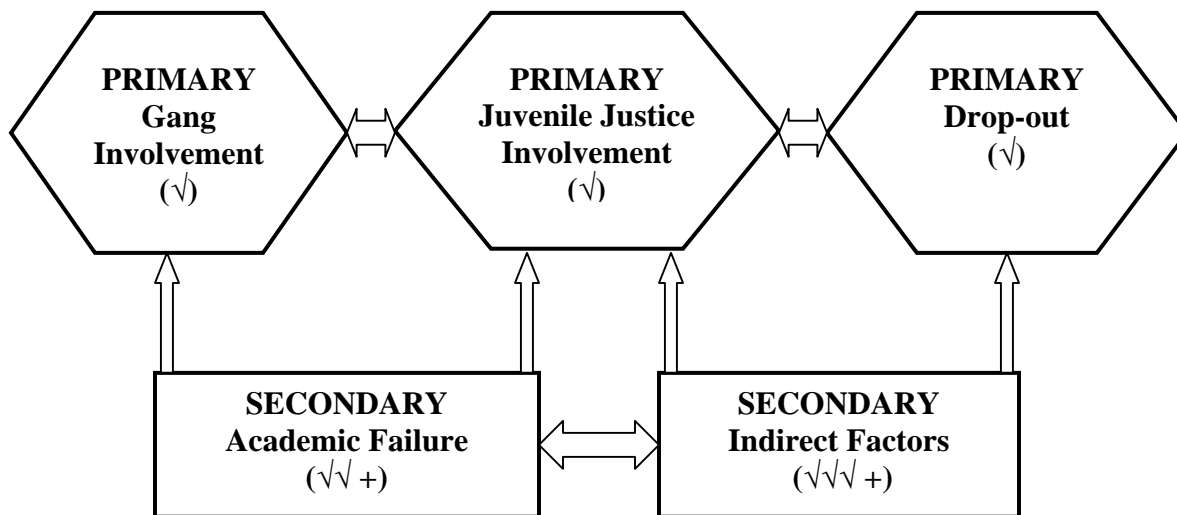 PRIMARY
Gang
Involvement
(√)
PRIMARY
Juvenile Justice
Involvement
(√)
PRIMARY
Drop-out
(√)
SECONDARY
Academic Failure
(√√ +)
SECONDARY
Indirect Factors
(√√√ +)